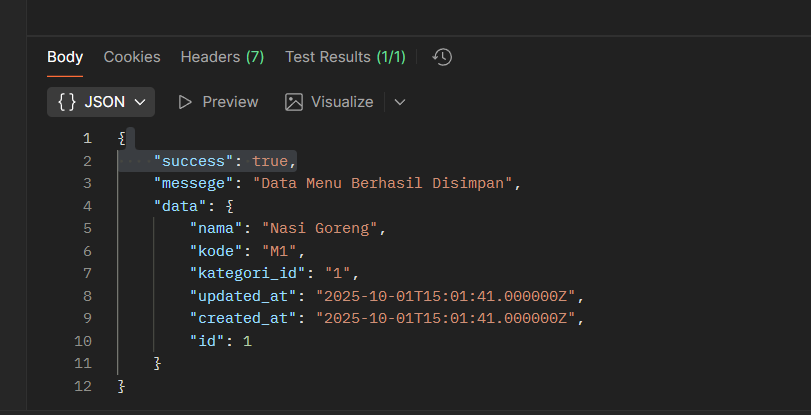 Body Cookies Headers (7) Test Results (1/1)
{} JSON Preview Visualize
1 {
2 "success": true,
3 "messege": "Data Menu Berhasil Disimpan",
4 "data": {
5 "nama": "Nasi Goreng",
6 "kode": "M1",
7 "kategori_id": "1",
8 "updated_at": "2025-10-01T15:01:41.000000Z",
9 "created_at": "2025-10-01T15:01:41.000000Z",
10 "id": 1
11 }
12 }